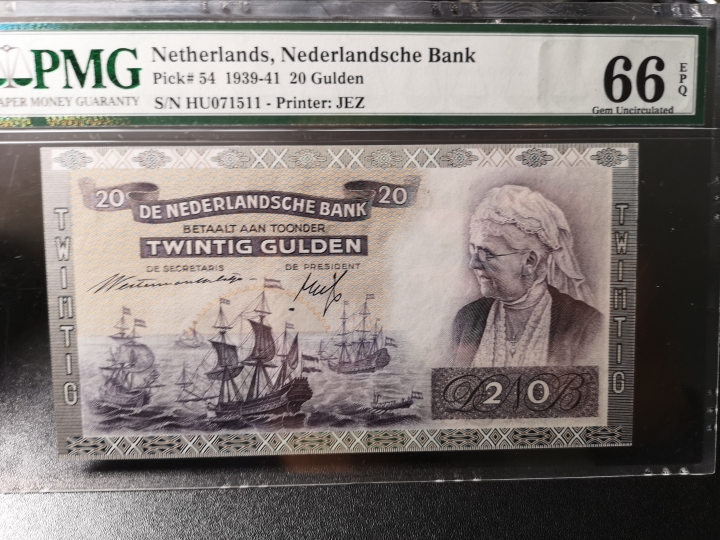 PMG
PAPER MONEY GUARANTY
Netherlands, Nederlandsche Bank
Pick# 54 1939-41 20 Gulden
S/N HU071511 - Printer: JEZ
66 EPQ
Gem Uncirculated
20 20
DE NEDERLANDSCHE BANK
BETAALT AAN TOONDER
TWINTIG GULDEN
DE SECRETARIS DE PRESIDENT
TWINTIG
TWINTIG
DNB
20